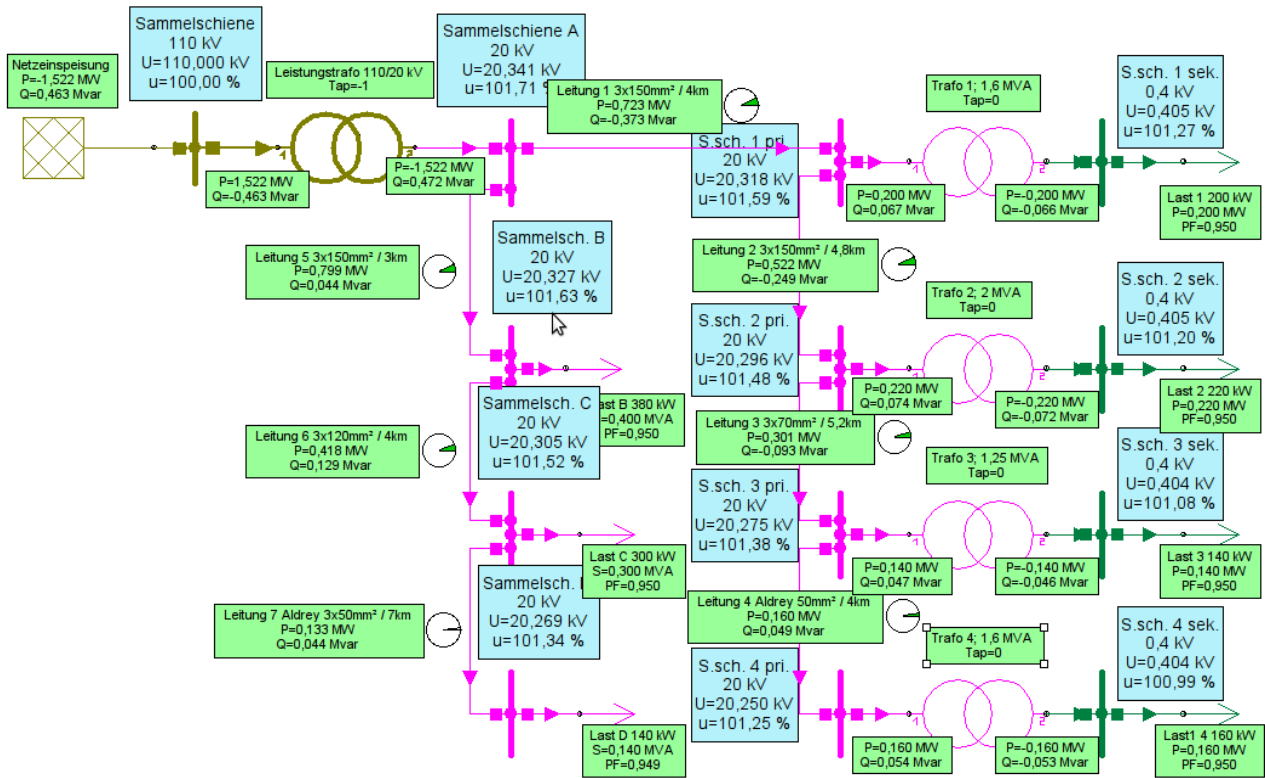 Sammelschiene
110 kV
U=110,000 kV
u=100,00 %
Sammelschiene A
20 kV
U=20,341 kV
u=101,71 %
Netzeinspeisung
P=-1,522 MW
Q=0,463 Mvar
Leistungstrafo 110/20 kV
Tap=-1
Leitung 1 3x150mm² / 4km
P=0,723 MW
Q=-0,373 Mvar
Trafo 1; 1,6 MVA
Tap=0
S.sch. 1 sek.
0,4 kV
U=0,405 kV
u=101,27 %
S.sch. 1 pri.
20 kV
U=20,318 kV
u=101,59 %
1
2
P=1,522 MW
Q=-0,463 Mvar
P=-1,522 MW
Q=0,472 Mvar
1
2
P=0,200 MW
Q=0,067 Mvar
P=-0,200 MW
Q=-0,066 Mvar
Last 1 200 kW
P=0,200 MW
PF=0,950
Leitung 5 3x150mm² / 3km
P=0,799 MW
Q=0,044 Mvar
Sammelsch. B
20 kV
U=20,327 kV
u=101,63 %
Leitung 2 3x150mm² / 4,8km
P=0,522 MW
Q=-0,249 Mvar
Trafo 2; 2 MVA
Tap=0
S.sch. 2 sek.
0,4 kV
U=0,405 kV
u=101,20 %
S.sch. 2 pri.
20 kV
U=20,296 kV
u=101,48 %
1
2
P=0,220 MW
Q=0,074 Mvar
P=-0,220 MW
Q=-0,072 Mvar
Last 2 220 kW
P=0,220 MW
PF=0,950
Sammelsch. C
20 kV
U=20,305 kV
u=101,52 %
ast B 380 kW
=0,400 MVA
PF=0,950
Leitung 6 3x120mm² / 4km
P=0,418 MW
Q=0,129 Mvar
Leitung 3 3x70mm² / 5,2km
P=0,301 MW
Q=-0,093 Mvar
Trafo 3; 1,25 MVA
Tap=0
S.sch. 3 sek.
0,4 kV
U=0,404 kV
u=101,08 %
S.sch. 3 pri.
20 kV
U=20,275 kV
u=101,38 %
1
2
Last C 300 kW
S=0,300 MVA
PF=0,950
P=0,140 MW
Q=0,047 Mvar
P=-0,140 MW
Q=-0,046 Mvar
Last 3 140 kW
P=0,140 MW
PF=0,950
Sammelsch.
20 kV
U=20,269 kV
u=101,34 %
Leitung 7 Aldrey 3x50mm² / 7km
P=0,133 MW
Q=0,044 Mvar
Leitung 4 Aldrey 50mm² / 4km
P=0,160 MW
Q=0,049 Mvar
Trafo 4; 1,6 MVA
Tap=0
S.sch. 4 sek.
0,4 kV
U=0,404 kV
u=100,99 %
S.sch. 4 pri.
20 kV
U=20,250 kV
u=101,25 %
1
2
Last D 140 kW
S=0,140 MVA
PF=0,949
P=0,160 MW
Q=0,054 Mvar
P=-0,160 MW
Q=-0,053 Mvar
Last1 4 160 kW
P=0,160 MW
PF=0,950